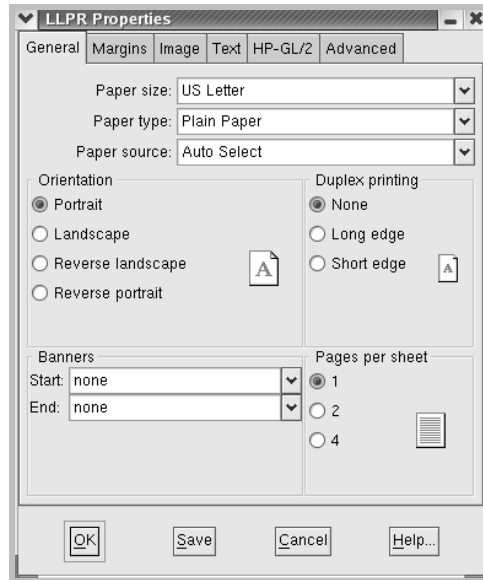 LLPR Properties
General Margins Image Text HP-GL/2 Advanced
Paper size: US Letter
Paper type: Plain Paper
Paper source: Auto Select
Orientation
Portrait
Landscape
Reverse landscape
Reverse portrait
A
Duplex printing
None
Long edge
Short edge
A
Banners
Start: none
End: none
Pages per sheet
1
2
4
OK Save Cancel Help...